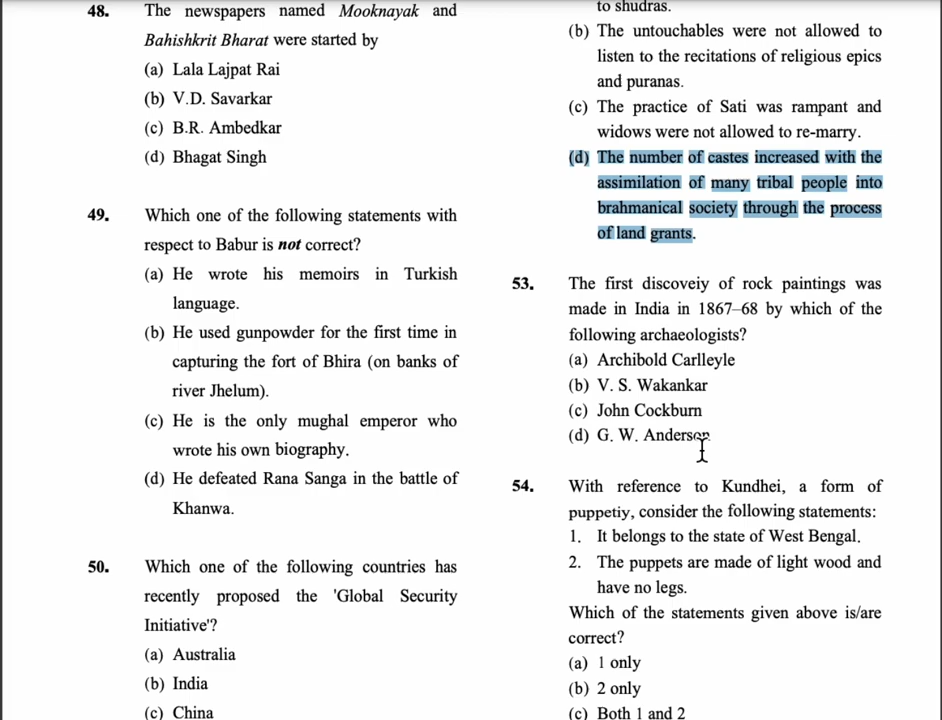 48. The newspapers named Mooknayak and
Bahishkrit Bharat were started by
(a) Lala Lajpat Rai
(b) V.D. Savarkar
(c) B.R. Ambedkar
(d) Bhagat Singh
49. Which one of the following statements with
respect to Babur is not correct?
(a) He wrote his memoirs in Turkish
language.
(b) He used gunpowder for the first time in
capturing the fort of Bhira (on banks of
river Jhelum).
(c) He is the only mughal emperor who
wrote his own biography.
(d) He defeated Rana Sanga in the battle of
Khanwa.
50. Which one of the following countries has
recently proposed the 'Global Security
Initiative'?
(a) Australia
(b) India
(c) China
to shudras.
(b) The untouchables were not allowed to
listen to the recitations of religious epics
and puranas.
(c) The practice of Sati was rampant and
widows were not allowed to re-marry.
(d) The number of castes increased with the
assimilation of many tribal people into
brahmanical society through the process
of land grants.
53. The first discoveiy of rock paintings was
made in India in 1867–68 by which of the
following archaeologists?
(a) Archibold Carlleyle
(b) V. S. Wakankar
(c) John Cockburn
(d) G. W. Anderson
54. With reference to Kundhei, a form of
puppetiy, consider the following statements:
1. It belongs to the state of West Bengal.
2. The puppets are made of light wood and
have no legs.
Which of the statements given above is/are
correct?
(a) 1 only
(b) 2 only
(c) Both 1 and 2